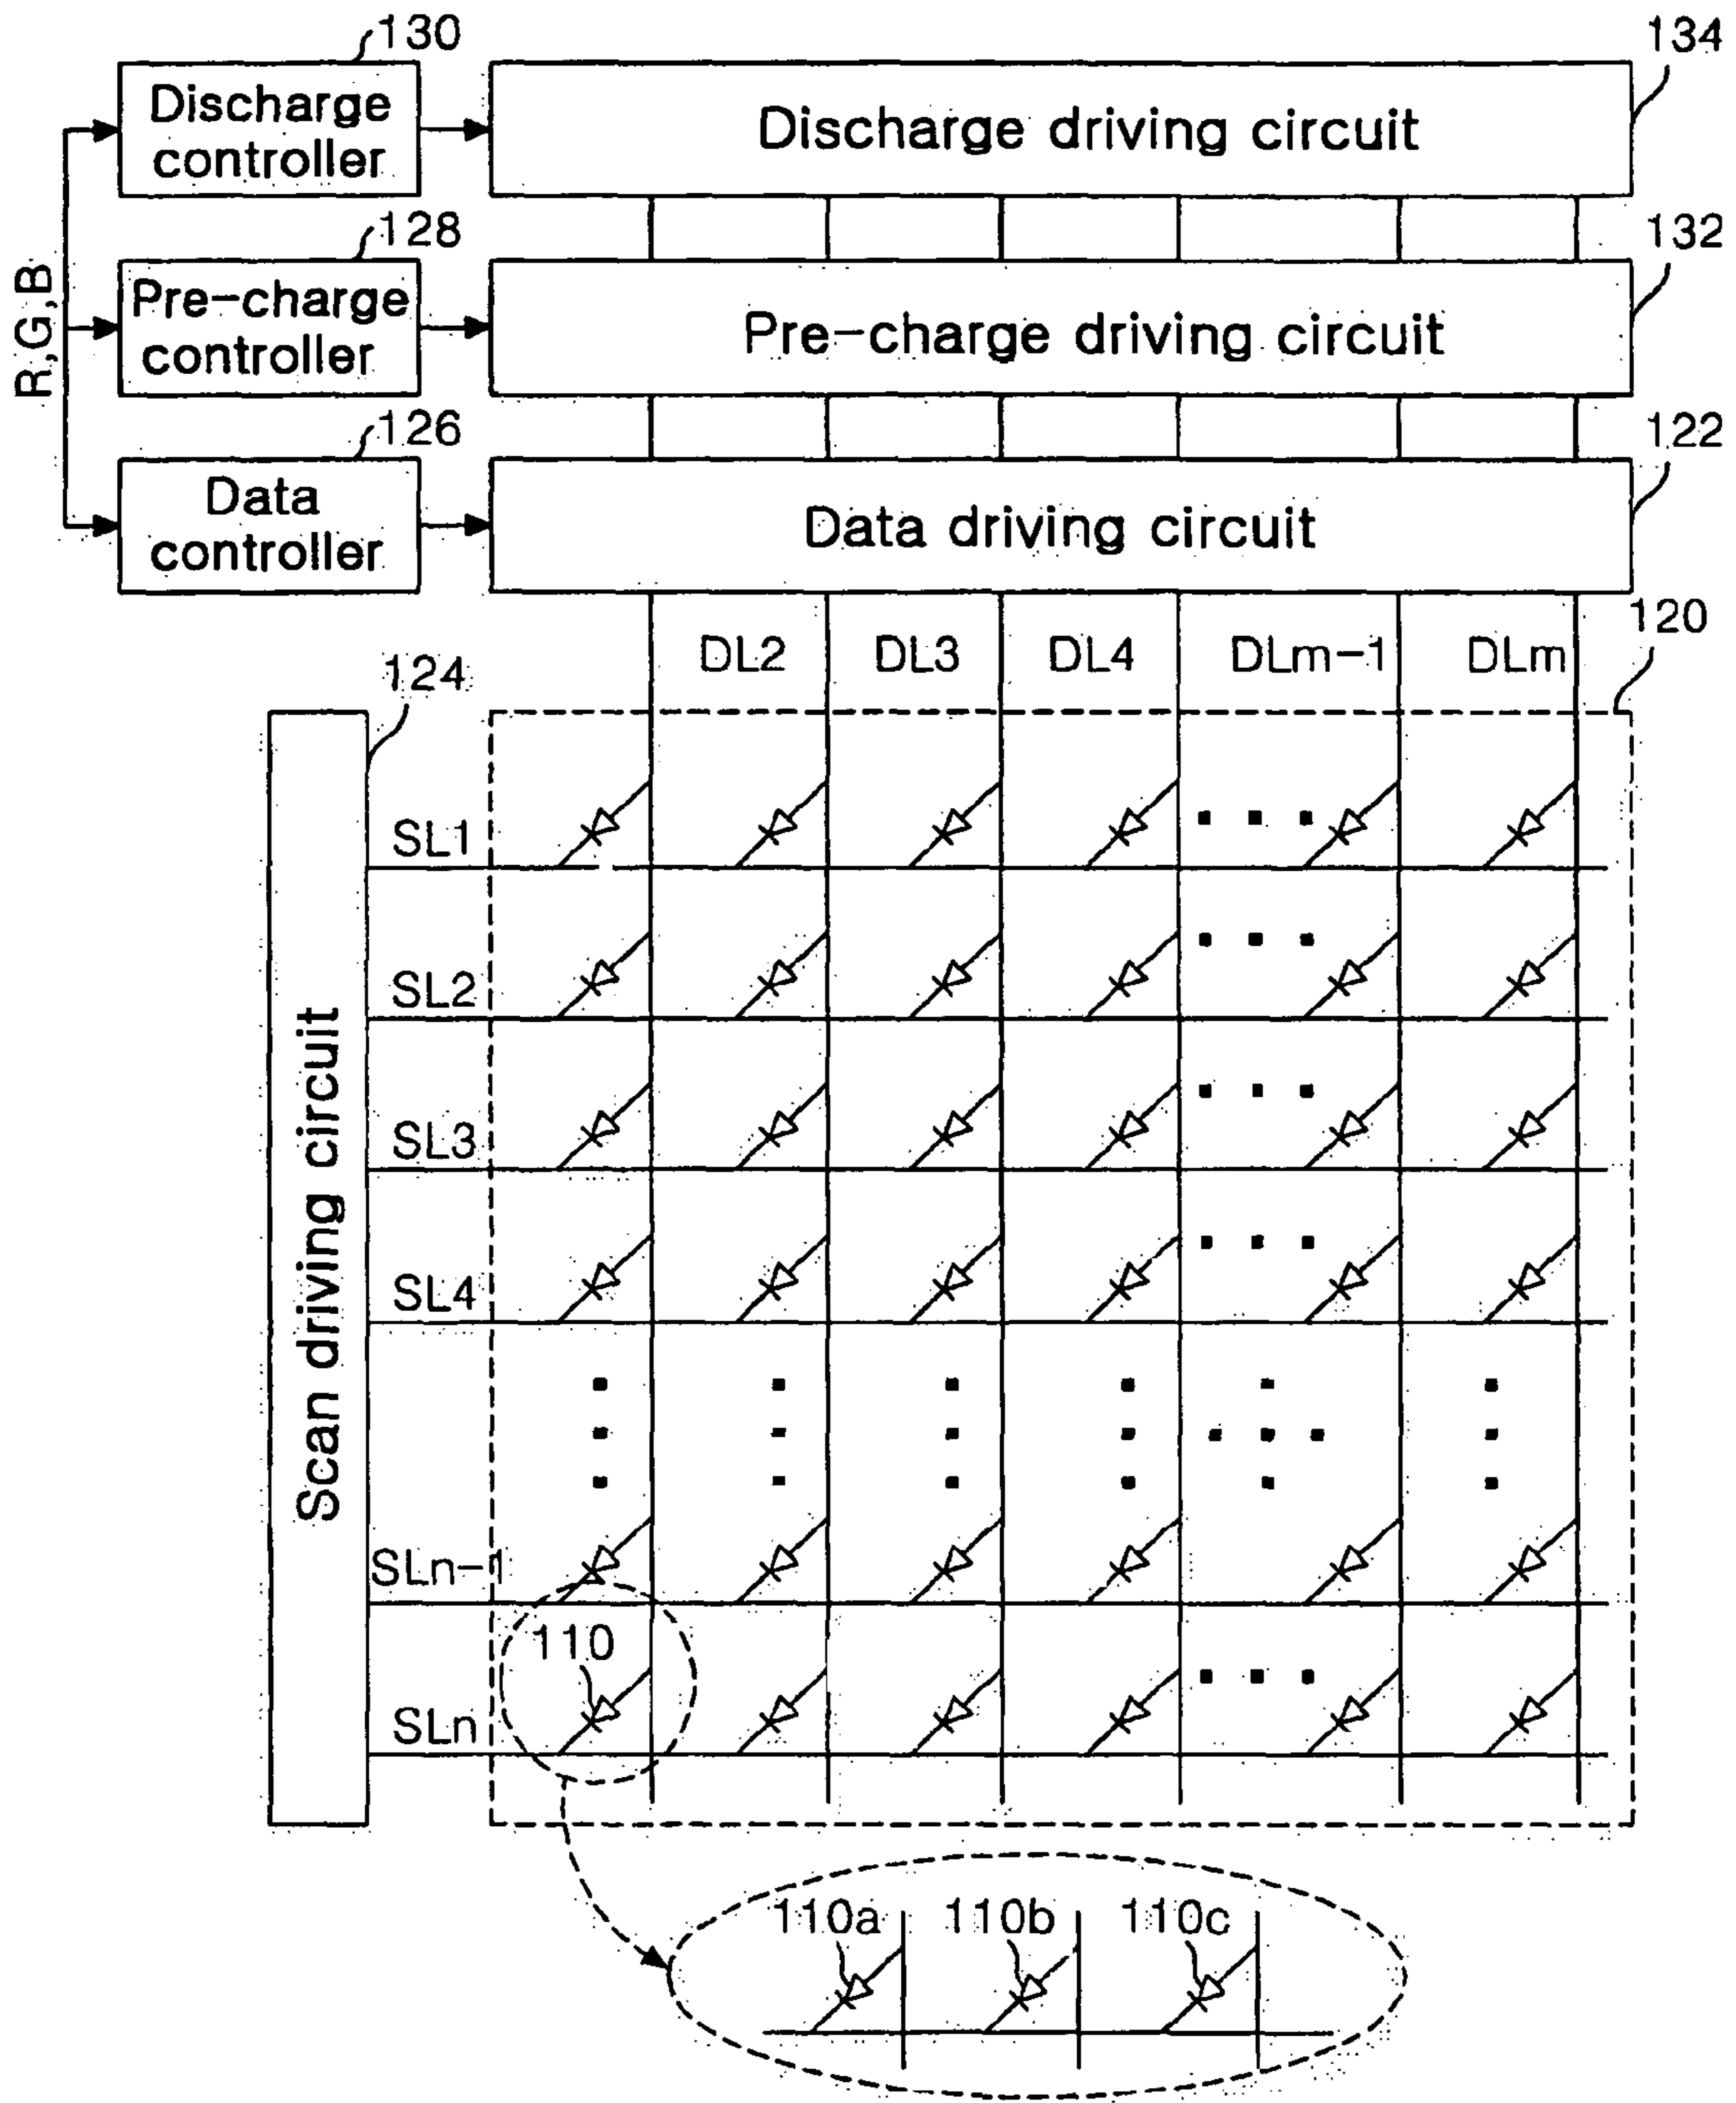 130
134
Discharge
controller
Discharge driving circuit
128
132
R,G,B
Pre-charge
controller
Pre-charge driving circuit
126
122
Data
controller
Data driving circuit
120
DL2 DL3 DL4 DLm-1 DLm
124
Scan driving circuit
SL1
SL2
SL3
SL4
SLn-1
110
SLn
110a 110b 110c